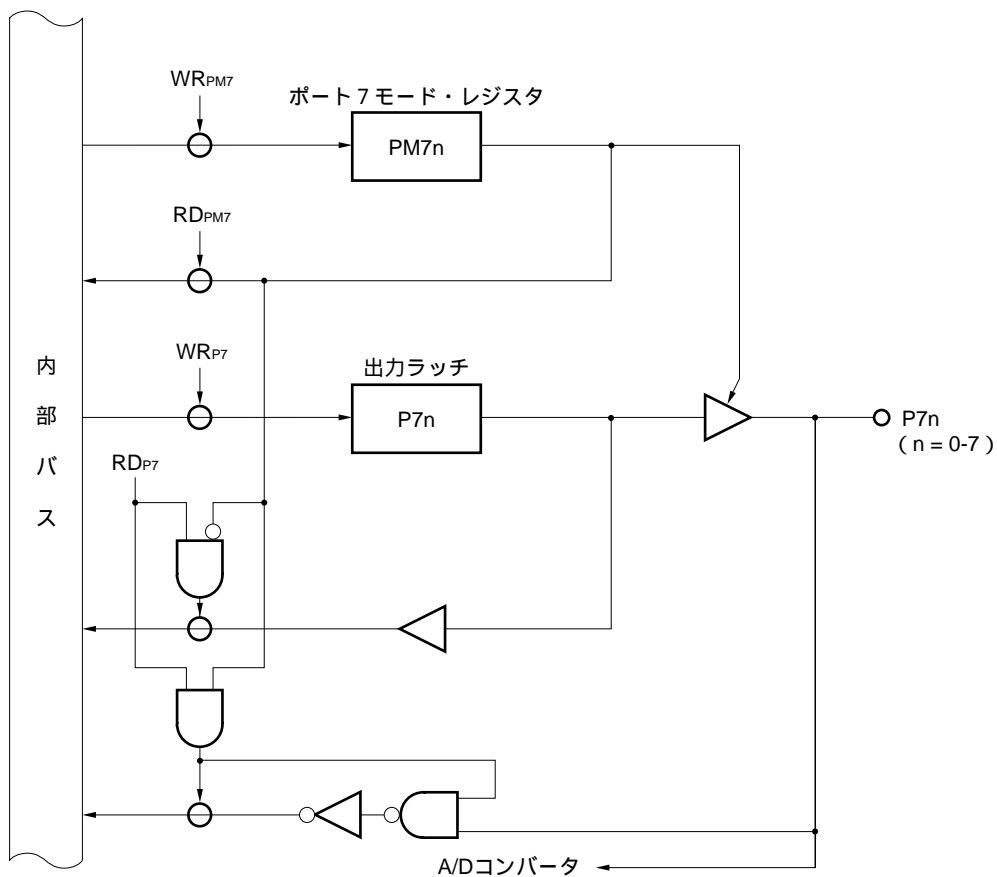 WRPM7
ポート7モード・レジスタ
PM7n
RDPM7
WRP7
出力ラッチ
P7n
P7n
(n = 0-7)
RDP7
内部バス
A/Dコンバータ